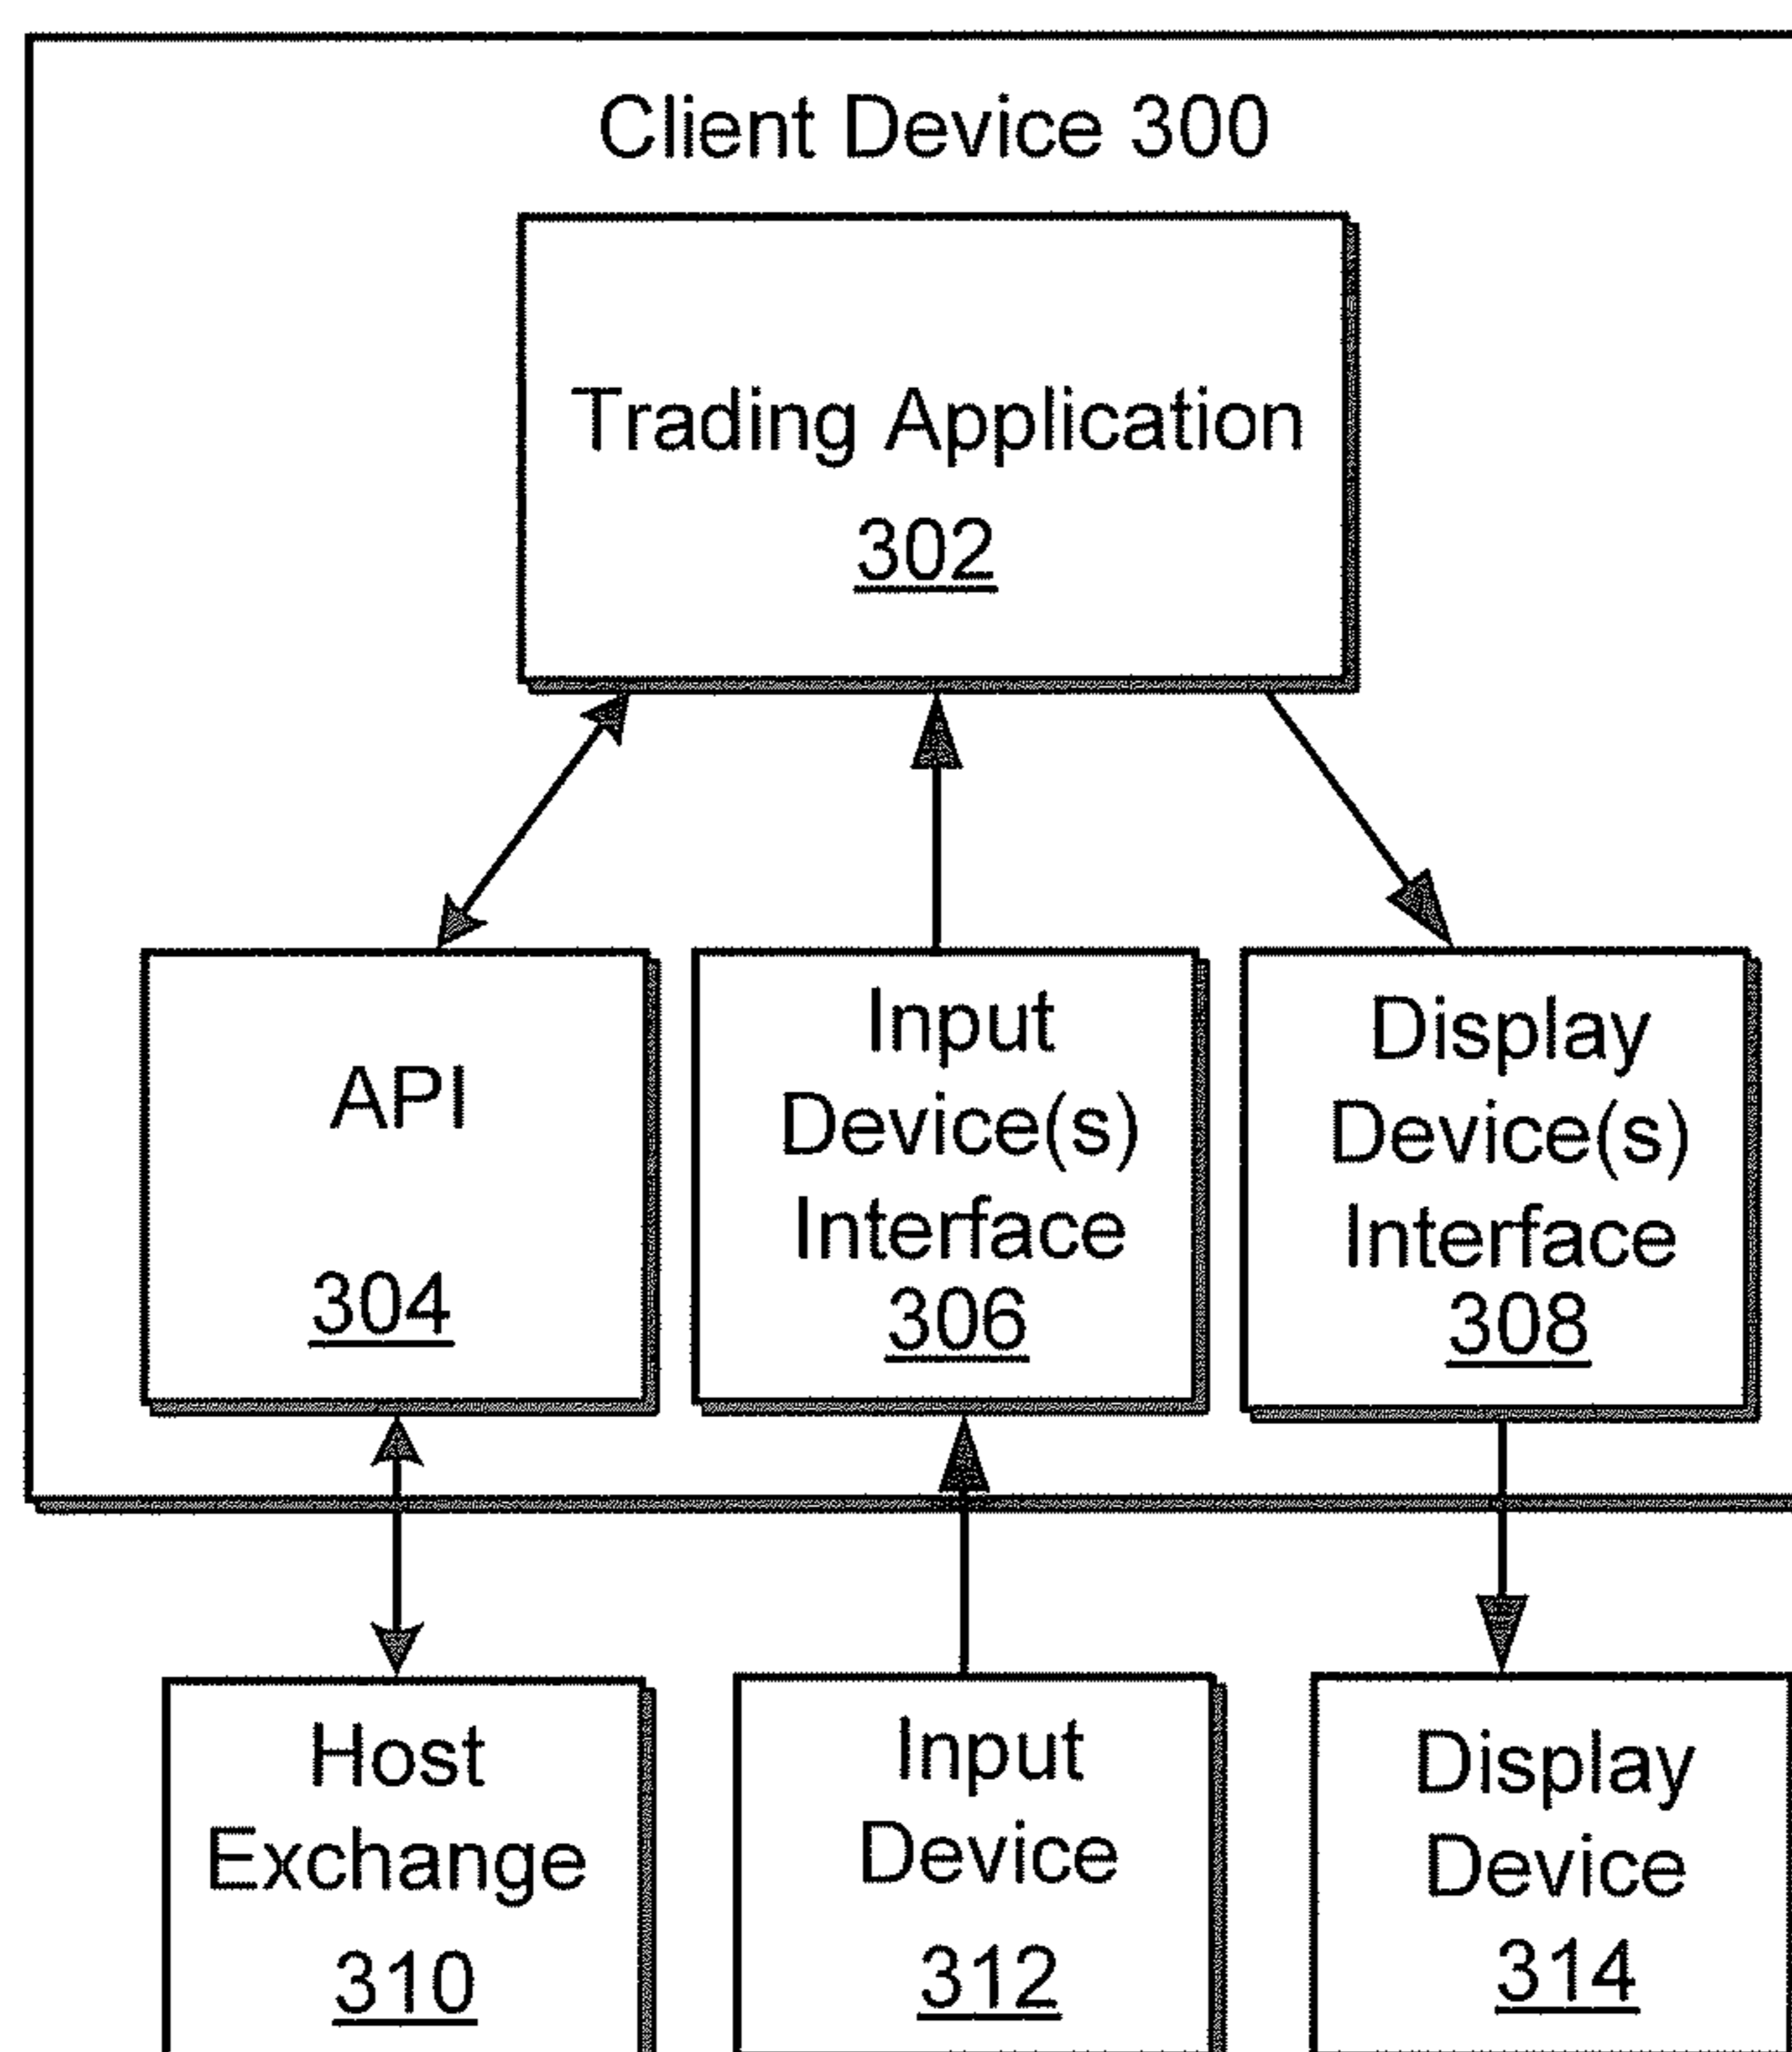 Client Device 300
Trading Application
302
API
304
Input
Device(s)
Interface
306
Display
Device(s)
Interface
308
Host
Exchange
310
Input
Device
312
Display
Device
314